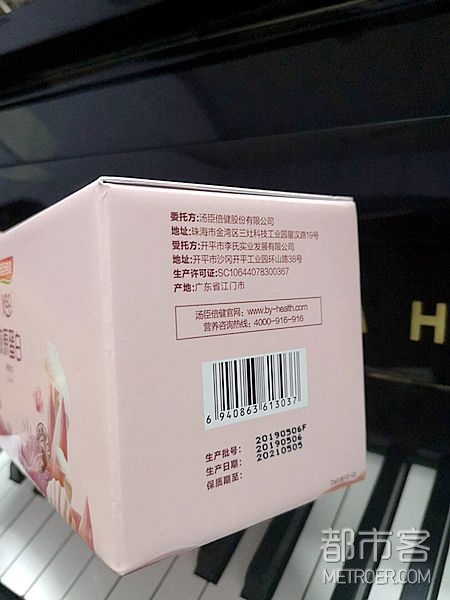 委托方:汤臣倍健股份有限公司
地址:珠海市金湾区三灶科技工业园星汉路19号
受托方:开平市李氏实业发展有限公司
地址:开平市沙冈开平工业园环山路38号
生产许可证:SC10644078300367
产地:广东省江门市
汤臣倍健官网:www.by-health.com
营养咨询热线:4000-916-916
6 940863 613037
生产批号: 20190506F
生产日期: 20190506
保质期至: 20210505
蛋白
H
都市客
METROER.COM